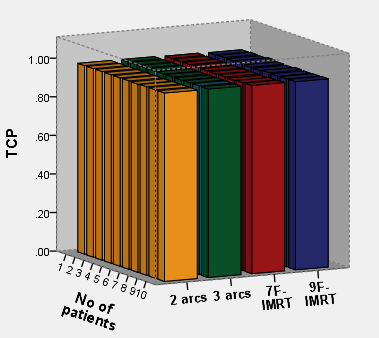 1.00
.80
.60
.40
.20
.00
TCP
1 2 3 4 5 6 7 8 9 10
No of
patients
2 arcs
3 arcs
7F-
IMRT
9F-
IMRT